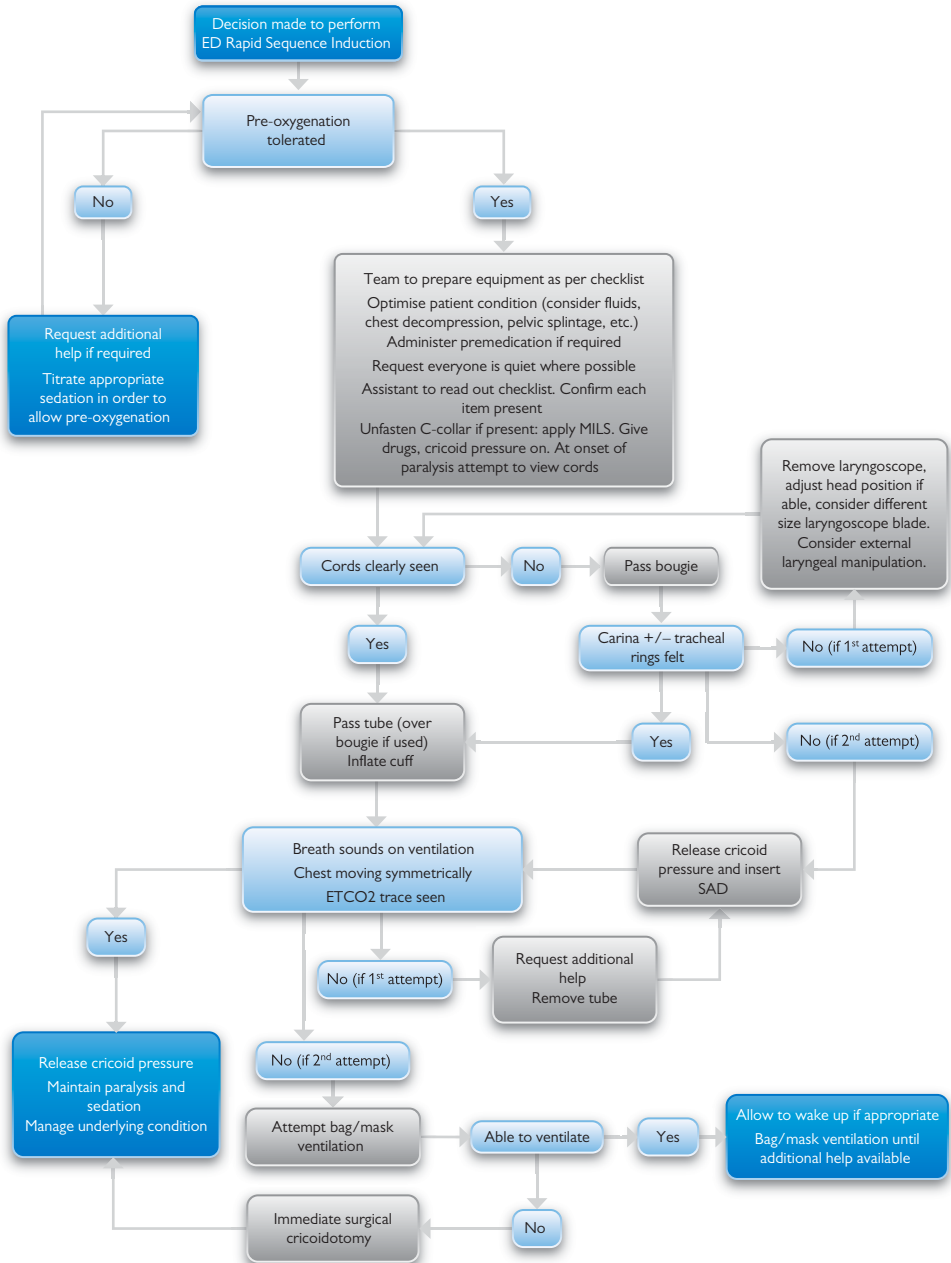 Decision made to perform
ED Rapid Sequence Induction
Pre-oxygenation
tolerated
No
Yes
Request additional
help if required
Titrate appropriate
sedation in order to
allow pre-oxygenation
Team to prepare equipment as per checklist
Optimise patient condition (consider fluids,
chest decompression, pelvic splintage, etc.)
Administer premedication if required
Request everyone is quiet where possible
Assistant to read out checklist. Confirm each
item present
Unfasten C-collar if present: apply MILS. Give
drugs, cricoid pressure on. At onset of
paralysis attempt to view cords
Remove laryngoscope,
adjust head position if
able, consider different
size laryngoscope blade.
Consider external
laryngeal manipulation.
Cords clearly seen
No
Pass bougie
Yes
Carina +/– tracheal
rings felt
No (if 1st attempt)
Pass tube (over
bougie if used)
Inflate cuff
Yes
No (if 2nd attempt)
Breath sounds on ventilation
Chest moving symmetrically
ETCO2 trace seen
Release cricoid
pressure and insert
SAD
Yes
No (if 1st attempt)
Request additional
help
Remove tube
Release cricoid pressure
Maintain paralysis and
sedation
Manage underlying condition
No (if 2nd attempt)
Attempt bag/mask
ventilation
Able to ventilate
Yes
Allow to wake up if appropriate
Bag/mask ventilation until
additional help available
Immediate surgical
cricoidotomy
No